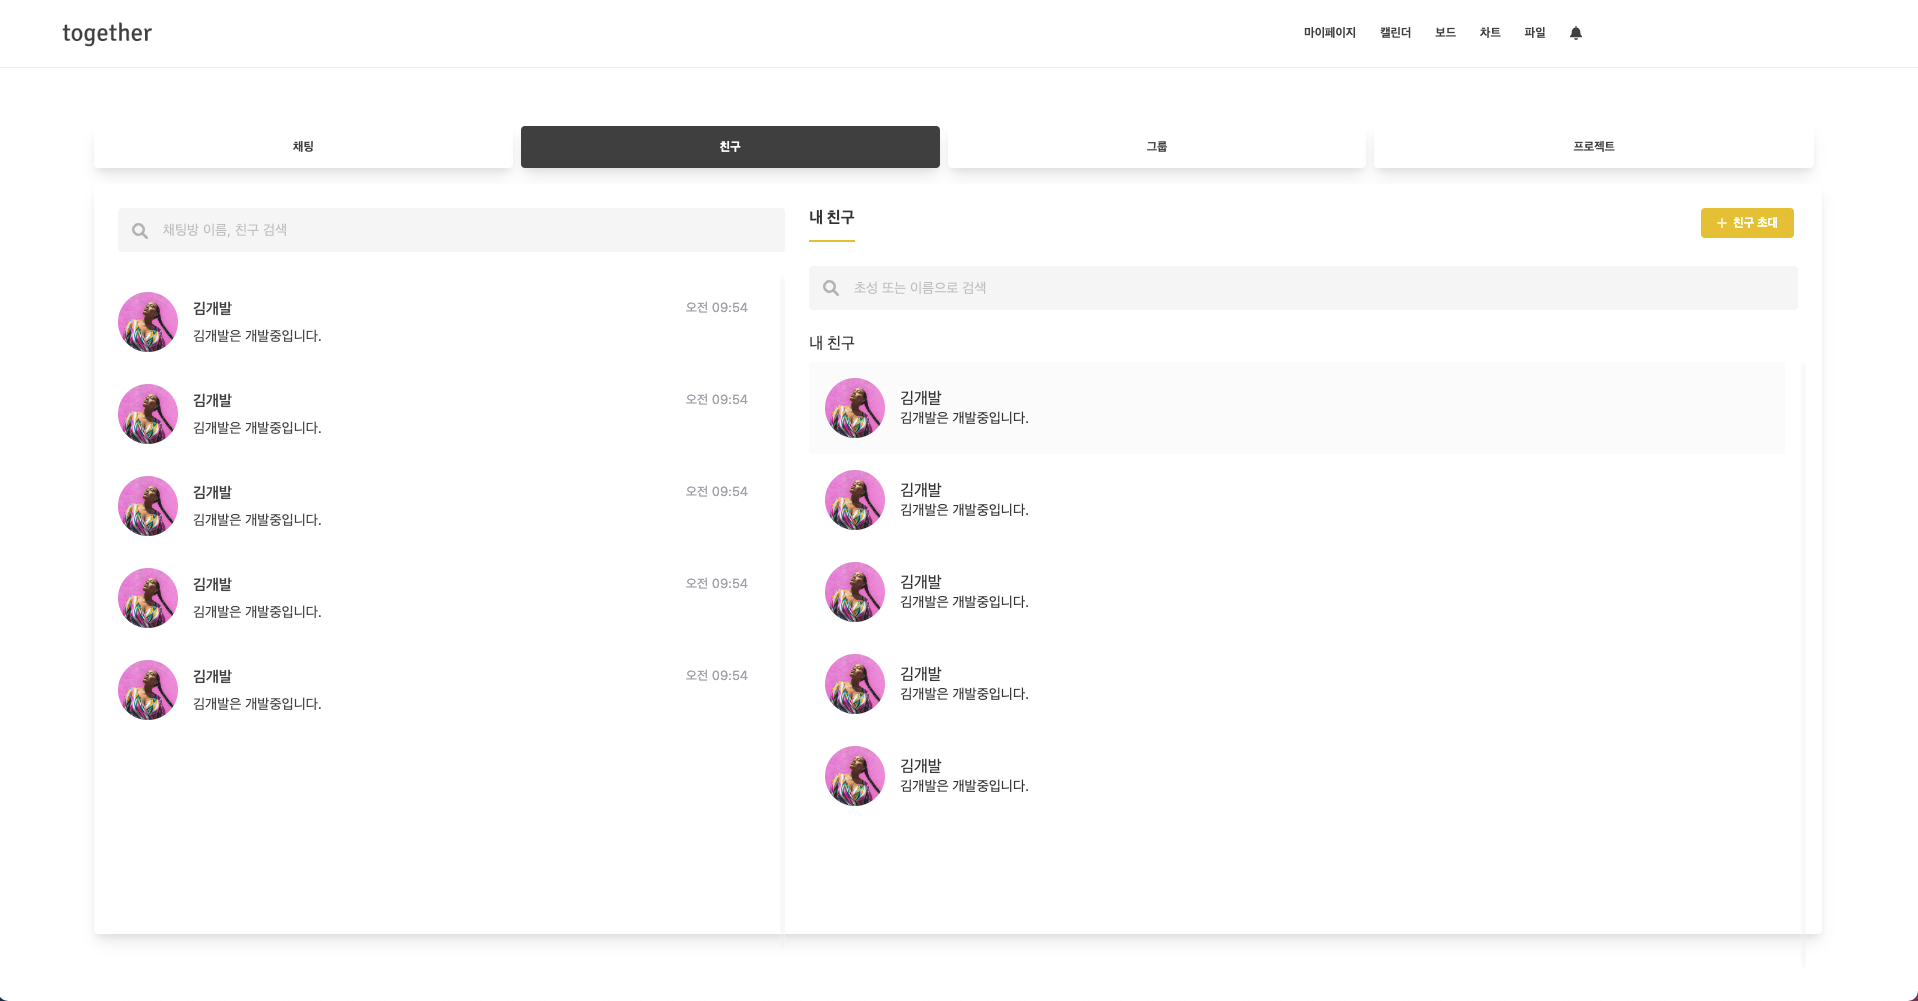 together
마이페이지 캘린더 보드 차트 파일
채팅 친구 그룹 프로젝트
채팅방 이름, 친구 검색
김개발 오전 09:54
김개발은 개발중입니다.
김개발 오전 09:54
김개발은 개발중입니다.
김개발 오전 09:54
김개발은 개발중입니다.
김개발 오전 09:54
김개발은 개발중입니다.
김개발 오전 09:54
김개발은 개발중입니다.
내 친구
+ 친구 초대
초성 또는 이름으로 검색
내 친구
김개발
김개발은 개발중입니다.
김개발
김개발은 개발중입니다.
김개발
김개발은 개발중입니다.
김개발
김개발은 개발중입니다.
김개발
김개발은 개발중입니다.